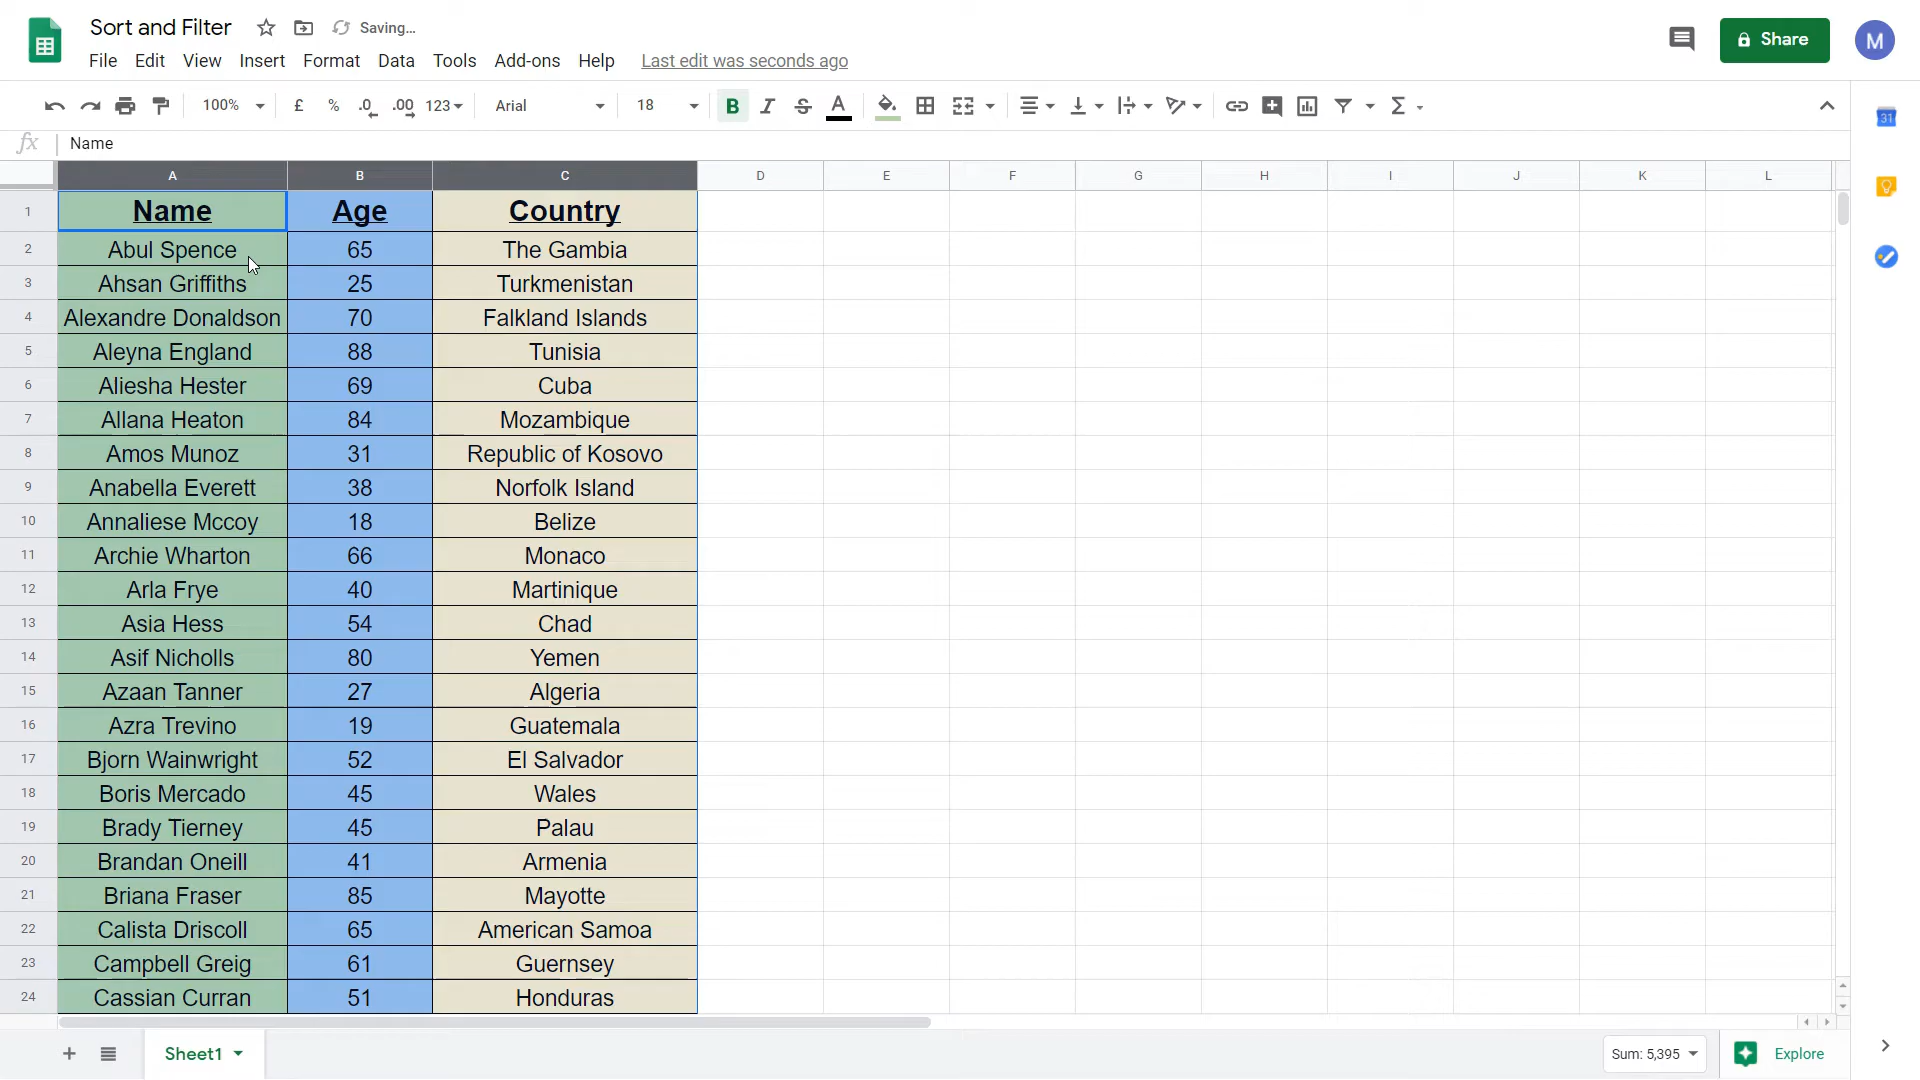 Sort and Filter Saving...
File Edit View Insert Format Data Tools Add-ons Help Last edit was seconds ago
Share
M
100% £ % .0 .00 123 Arial 18 B I S A Σ
31
fx Name
A B C D E F G H I J K L
1 Name Age Country
2 Abul Spence 65 The Gambia
3 Ahsan Griffiths 25 Turkmenistan
4 Alexandre Donaldson 70 Falkland Islands
5 Aleyna England 88 Tunisia
6 Aliesha Hester 69 Cuba
7 Allana Heaton 84 Mozambique
8 Amos Munoz 31 Republic of Kosovo
9 Anabella Everett 38 Norfolk Island
10 Annaliese Mccoy 18 Belize
11 Archie Wharton 66 Monaco
12 Arla Frye 40 Martinique
13 Asia Hess 54 Chad
14 Asif Nicholls 80 Yemen
15 Azaan Tanner 27 Algeria
16 Azra Trevino 19 Guatemala
17 Bjorn Wainwright 52 El Salvador
18 Boris Mercado 45 Wales
19 Brady Tierney 45 Palau
20 Brandan Oneill 41 Armenia
21 Briana Fraser 85 Mayotte
22 Calista Driscoll 65 American Samoa
23 Campbell Greig 61 Guernsey
24 Cassian Curran 51 Honduras
Sheet1 Sum: 5,395 Explore